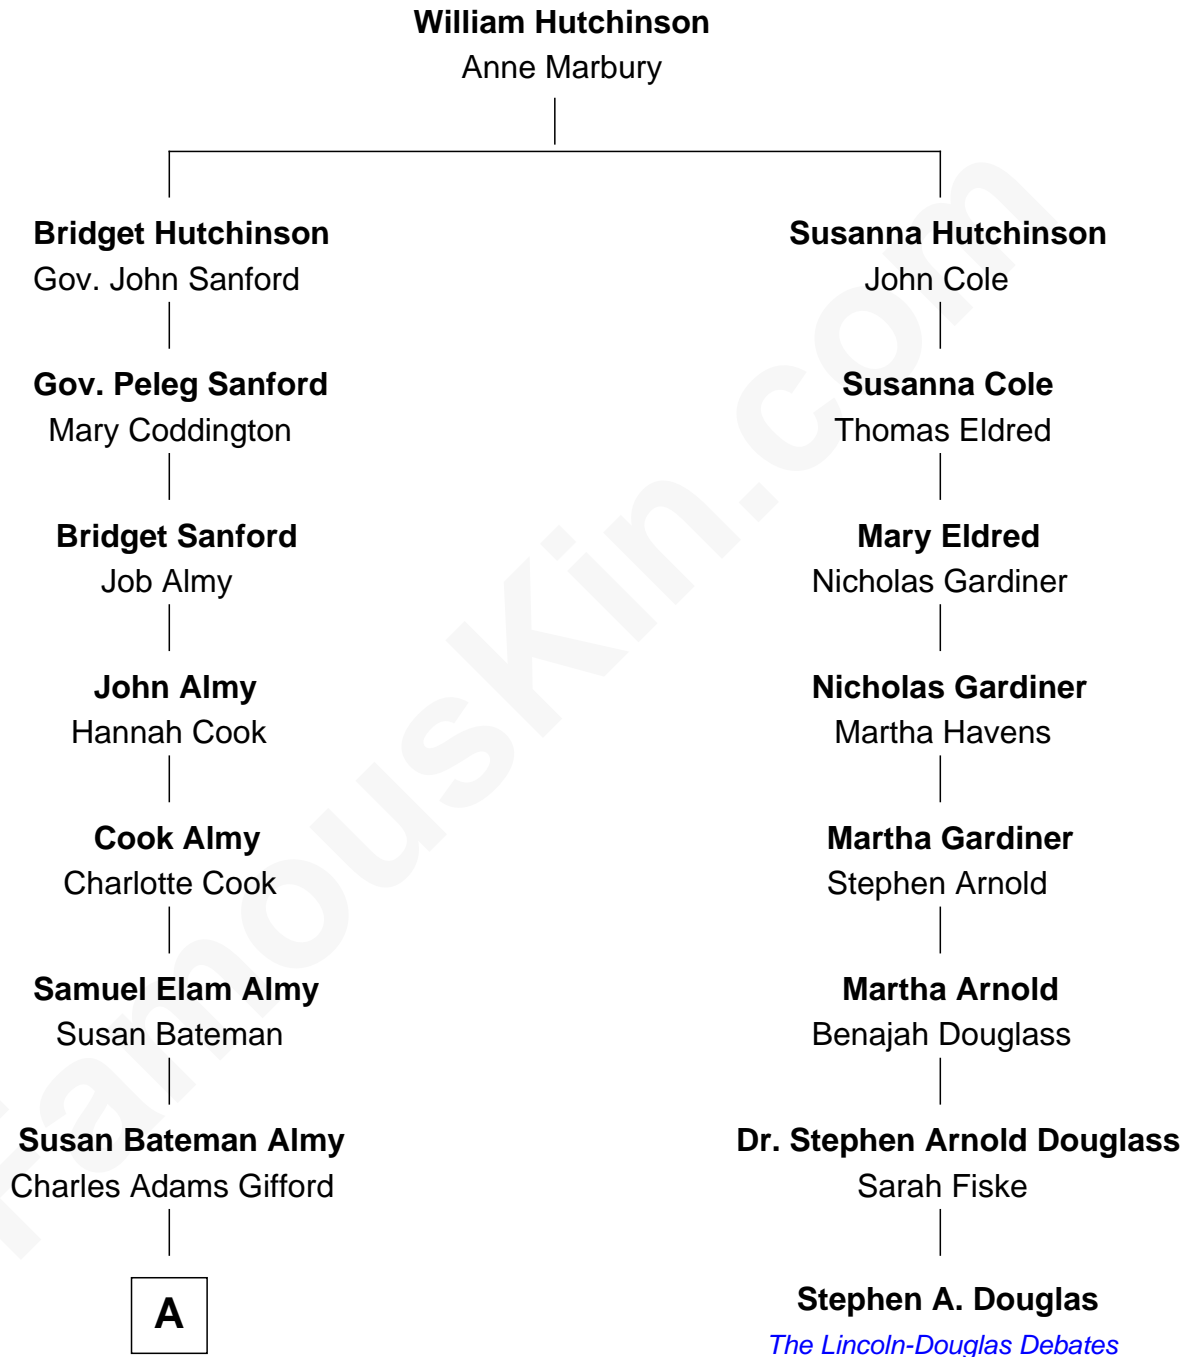 William Hutchinson
Anne Marbury
Bridget Hutchinson
Gov. John Sanford
Susanna Hutchinson
John Cole
Gov. Peleg Sanford
Mary Coddington
Susanna Cole
Thomas Eldred
Bridget Sanford
Job Almy
Mary Eldred
Nicholas Gardiner
John Almy
Hannah Cook
Nicholas Gardiner
Martha Havens
Cook Almy
Charlotte Cook
Martha Gardiner
Stephen Arnold
Samuel Elam Almy
Susan Bateman
Martha Arnold
Benajah Douglass
Susan Bateman Almy
Charles Adams Gifford
Dr. Stephen Arnold Douglass
Sarah Fiske
A
Stephen A. Douglas
The Lincoln-Douglas Debates
FamousKin.com